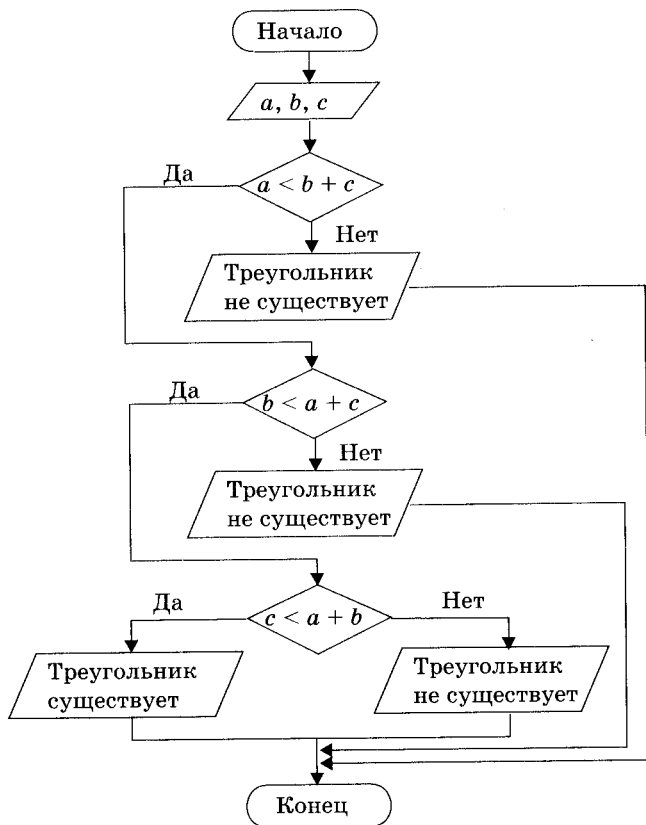 Начало
a, b, c
Да
a < b + c
Нет
Треугольник
не существует
Да
b < a + c
Нет
Треугольник
не существует
Да
c < a + b
Нет
Треугольник
существует
Треугольник
не существует
Конец